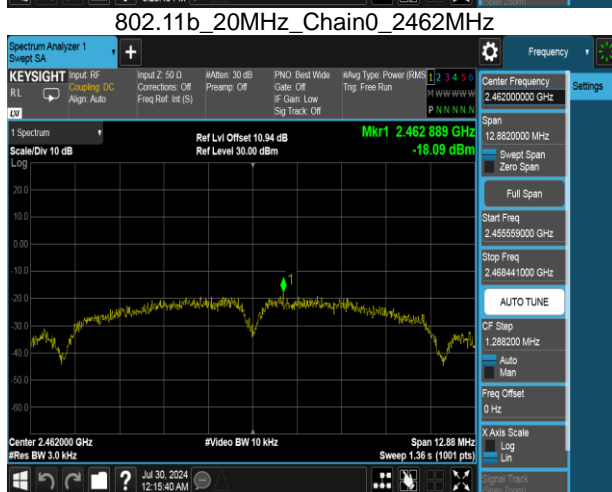 802.11b_20MHz_Chain0_2462MHz
Spectrum Analyzer 1
Swept SA
+
Frequency
KEYSIGHT
RL
LXI
Input: RF
Coupling: DC
Align: Auto
Input Z: 50 Ω
Corrections: Off
Freq Ref: Int (S)
#Atten: 30 dB
Preamp: Off
PNO: Best Wide
Gate: Off
IF Gain: Low
Sig Track: Off
#Avg Type: Power (RMS
Trig: Free Run
1 2 3 4 5 6
M W W W W W
P N N N N N
Center Frequency
2.462000000 GHz
Settings
Span
12.8820000 MHz
Swept Span
Zero Span
Full Span
Start Freq
2.455559000 GHz
Stop Freq
2.468441000 GHz
AUTO TUNE
CF Step
1.288200 MHz
Auto
Man
Freq Offset
0 Hz
X Axis Scale
Log
Lin
Signal Track
(Span Zoom)
1 Spectrum
Scale/Div 10 dB
Log
Ref Lvl Offset 10.94 dB
Ref Level 30.00 dBm
Mkr1 2.462 889 GHz
-18.09 dBm
20.0
10.0
0.00
-10.0
-20.0
-30.0
-40.0
-50.0
-60.0
1
Center 2.462000 GHz
#Res BW 3.0 kHz
#Video BW 10 kHz
Span 12.88 MHz
Sweep 1.36 s (1001 pts)
?
Jul 30, 2024
12:15:40 AM